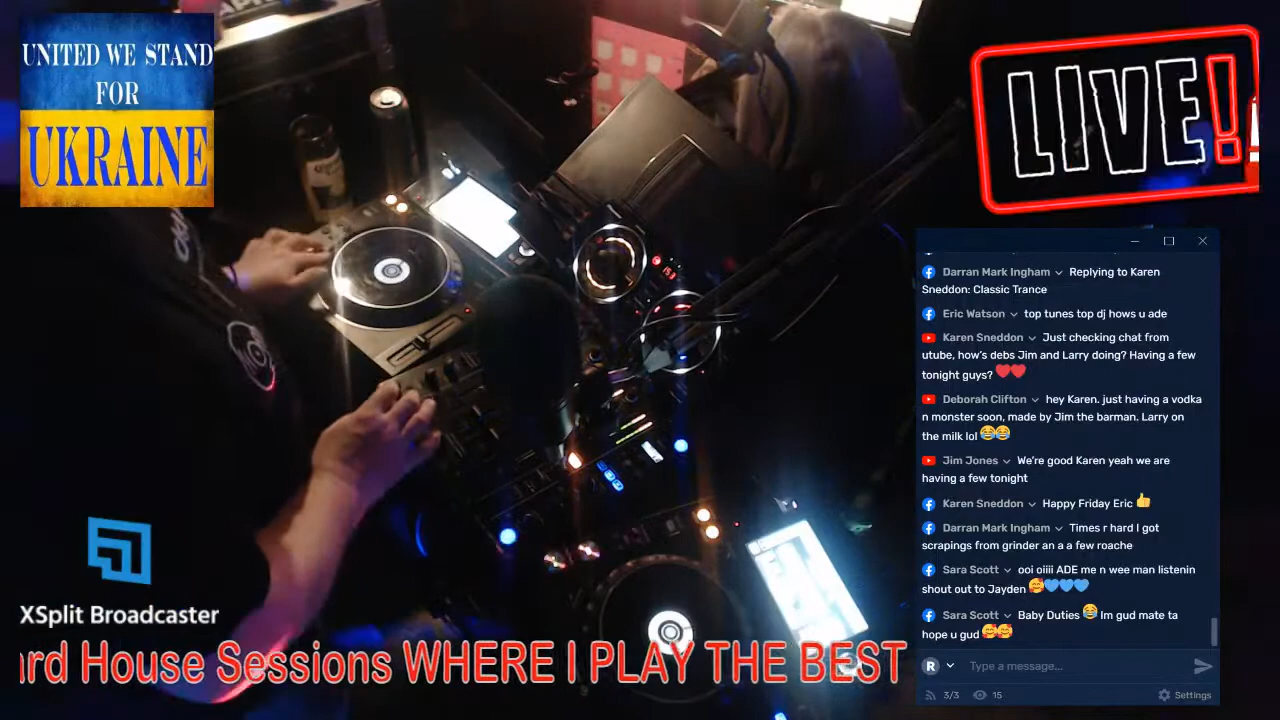 UNITED WE STAND
FOR
UKRAINE
LIVE!
Darran Mark Ingham Replying to Karen
Sneddon: Classic Trance
Eric Watson top tunes top dj hows u ade
Karen Sneddon Just checking chat from
utube, how's debs Jim and Larry doing? Having a few
tonight guys? ❤️❤️
Deborah Clifton hey Karen. just having a vodka
n monster soon, made by Jim the barman. Larry on
the milk lol 😂😂
Jim Jones We're good Karen yeah we are
having a few tonight
Karen Sneddon Happy Friday Eric 👍
Darran Mark Ingham Times r hard I got
scrapings from grinder an a a few roache
Sara Scott ooi oiiii ADE me n wee man listenin
shout out to Jayden 🥰💙💙💙
Sara Scott Baby Duties 😂 Im gud mate ta
hope u gud 🥰🥰
R Type a message...
3/3 15 Settings
XSplit Broadcaster
ard House Sessions WHERE I PLAY THE BEST